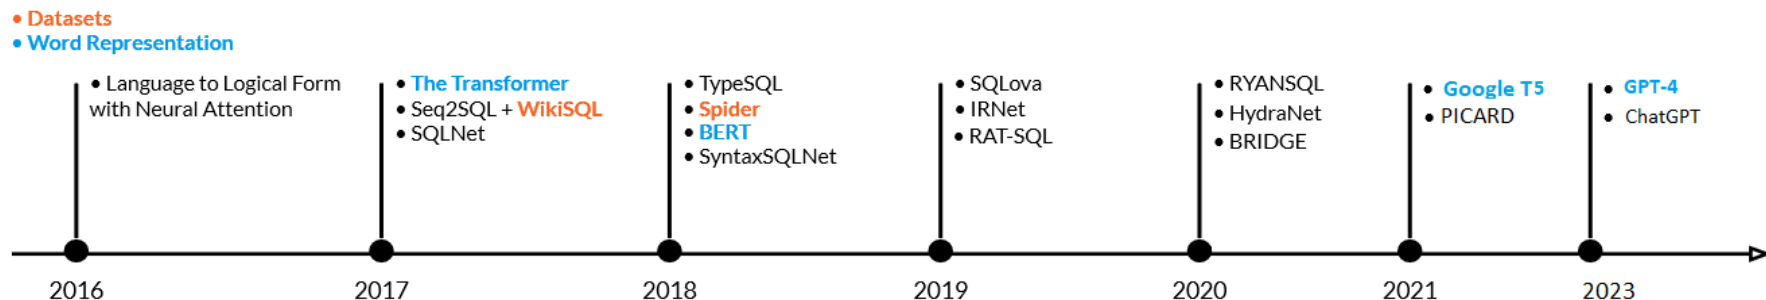 • Datasets
• Word Representation
• Language to Logical Form
with Neural Attention
• The Transformer
• Seq2SQL + WikiSQL
• SQLNet
• TypeSQL
• Spider
• BERT
• SyntaxSQLNet
• SQLova
• IRNet
• RAT-SQL
• RYANSQL
• HydraNet
• BRIDGE
• Google T5
• PICARD
• GPT-4
• ChatGPT
2016
2017
2018
2019
2020
2021
2023